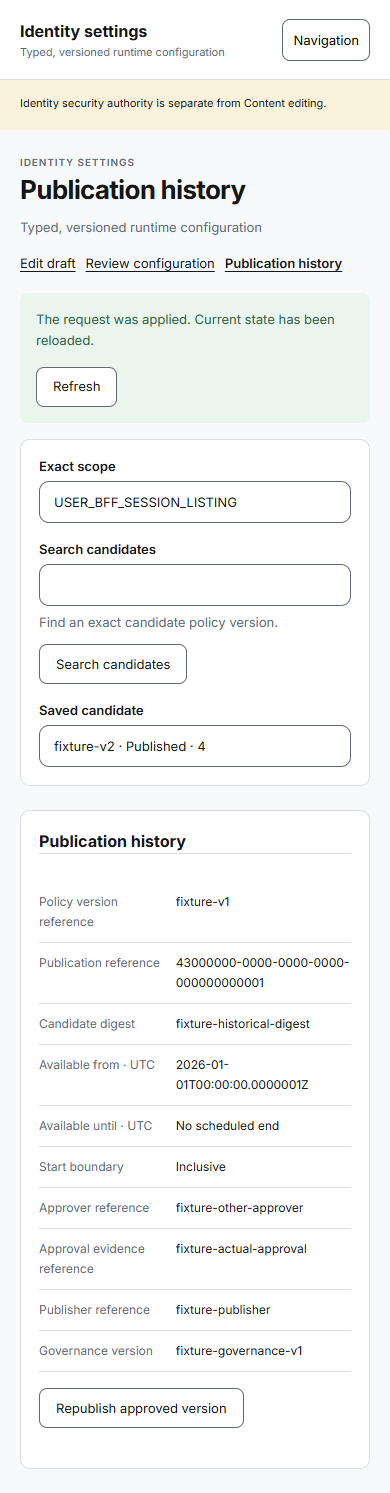 Identity settings
Typed, versioned runtime configuration
Navigation
Identity security authority is separate from Content editing.
IDENTITY SETTINGS
Publication history
Typed, versioned runtime configuration
Edit draft Review configuration Publication history
The request was applied. Current state has been
reloaded.
Refresh
Exact scope
USER_BFF_SESSION_LISTING
Search candidates
Find an exact candidate policy version.
Search candidates
Saved candidate
fixture-v2 · Published · 4
Publication history
Policy version
reference
fixture-v1
Publication reference
43000000-0000-0000-0000-
000000000001
Candidate digest
fixture-historical-digest
Available from · UTC
2026-01-
01T00:00:00.0000001Z
Available until · UTC
No scheduled end
Start boundary
Inclusive
Approver reference
fixture-other-approver
Approval evidence
reference
fixture-actual-approval
Publisher reference
fixture-publisher
Governance version
fixture-governance-v1
Republish approved version